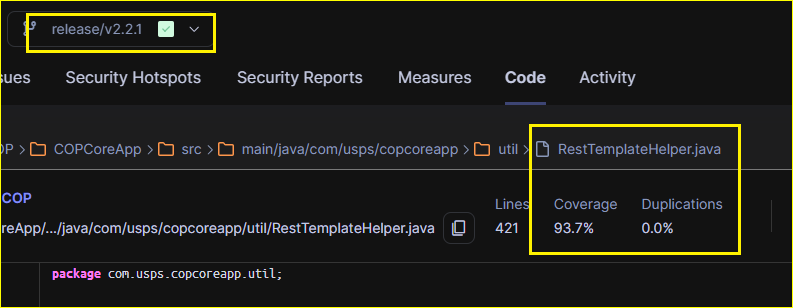 release/v2.2.1
sues Security Hotspots Security Reports Measures Code Activity
OP > COPCoreApp > src > main/java/com/usps/copcoreapp > util > RestTemplateHelper.java
COP
Lines Coverage Duplications
reApp/.../java/com/usps/copcoreapp/util/RestTemplateHelper.java 421 93.7% 0.0%
package com.usps.copcoreapp.util;